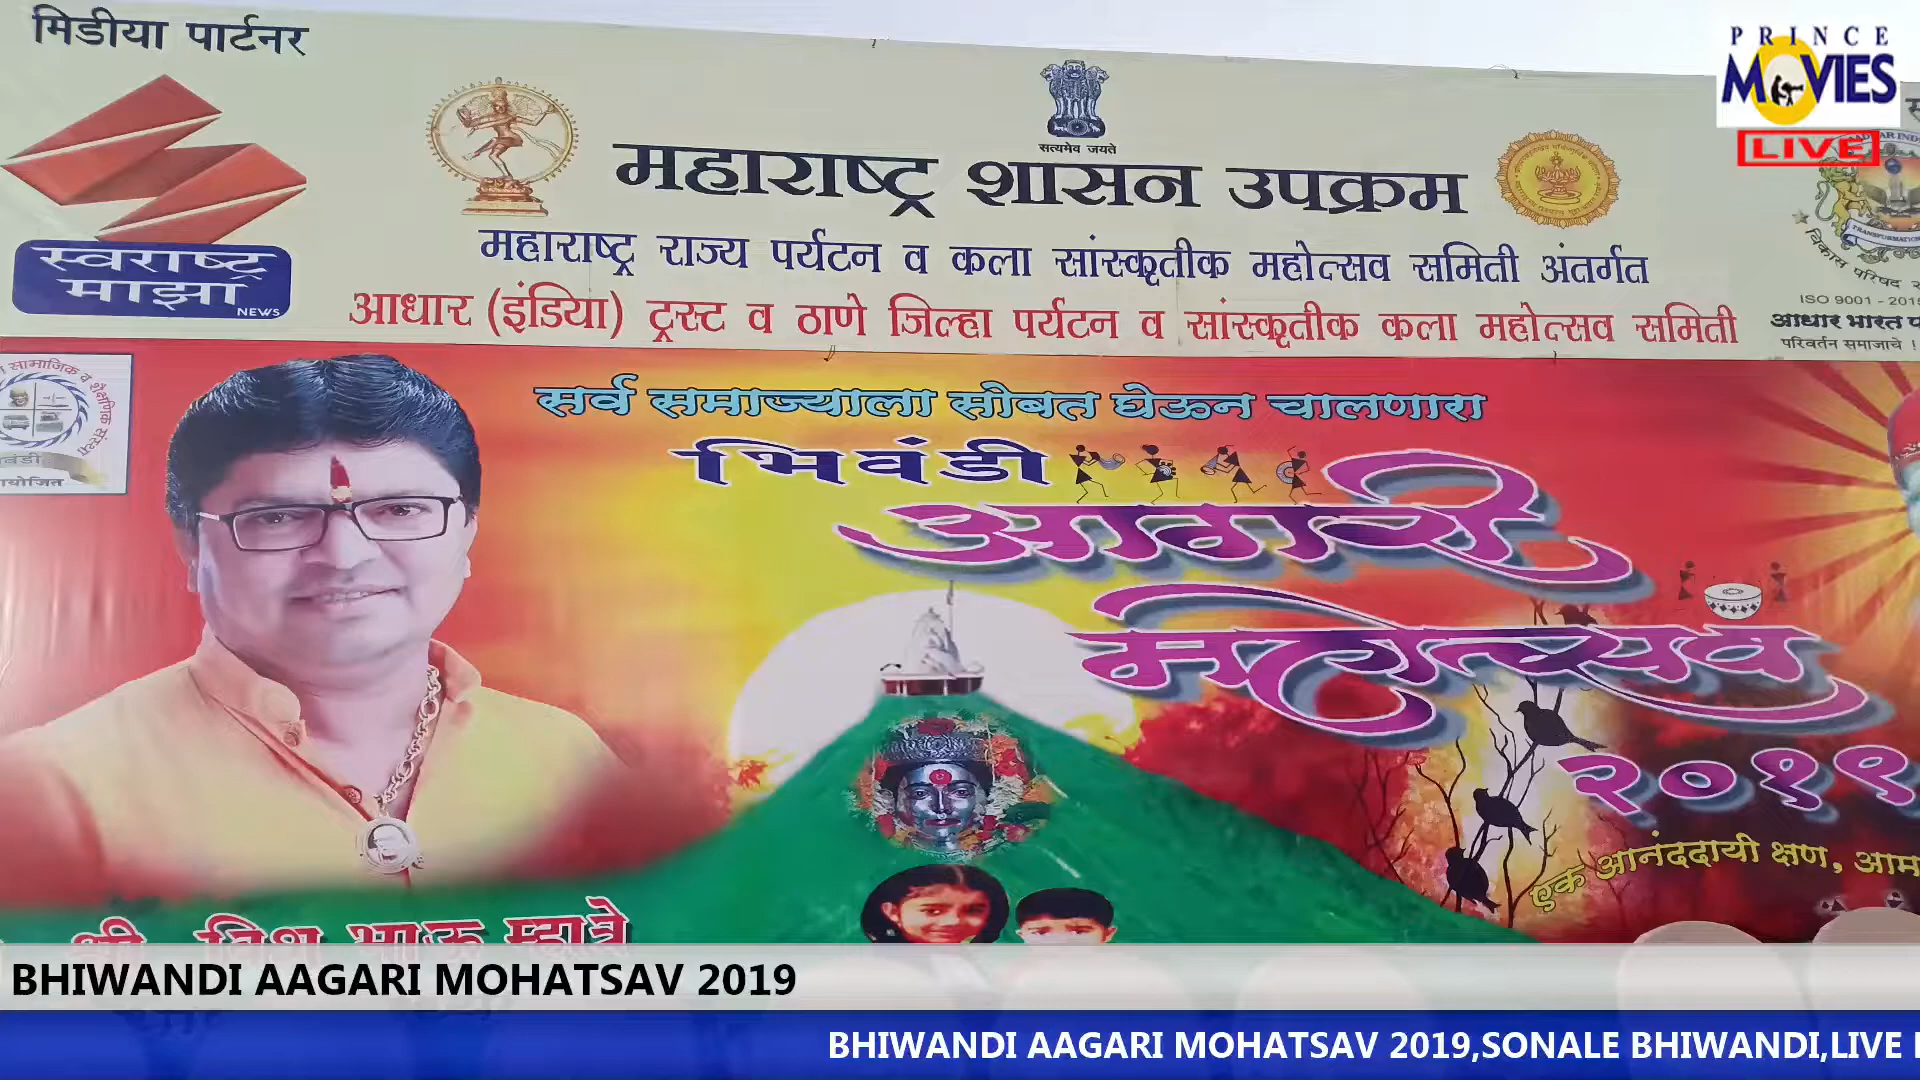 मिडीया पार्टनर
PRINCE
MOVIES
LIVE
सत्यमेव जयते
महाराष्ट्र शासन उपक्रम
महाराष्ट्र राज्य पर्यटन व कला सांस्कृतीक महोत्सव समिती अंतर्गत
स्वराष्ट्र
माझा
NEWS
आधार (इंडिया) ट्रस्ट व ठाणे जिल्हा पर्यटन व सांस्कृतीक कला महोत्सव समिती
विकास परिषद
ISO 9001 - 2015
आधार भारत
परिवर्तन समाजाचे !
सामाजिक व शैक्षणिक संस्था
सर्व समाज्याला सोबत घेऊन चालणारा
भिवंडी
आगरी
महोत्सव
२०१९
एक आनंददायी क्षण,
भाऊ म्हात्रे
BHIWANDI AAGARI MOHATSAV 2019
BHIWANDI AAGARI MOHATSAV 2019,SONALE BHIWANDI,LIVE